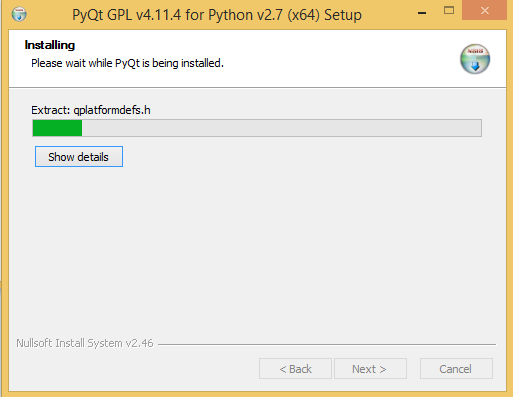 PyQt GPL v4.11.4 for Python v2.7 (x64) Setup
Installing
Please wait while PyQt is being installed.
Extract: qplatformdefs.h
Show details
Nullsoft Install System v2.46
< Back
Next >
Cancel